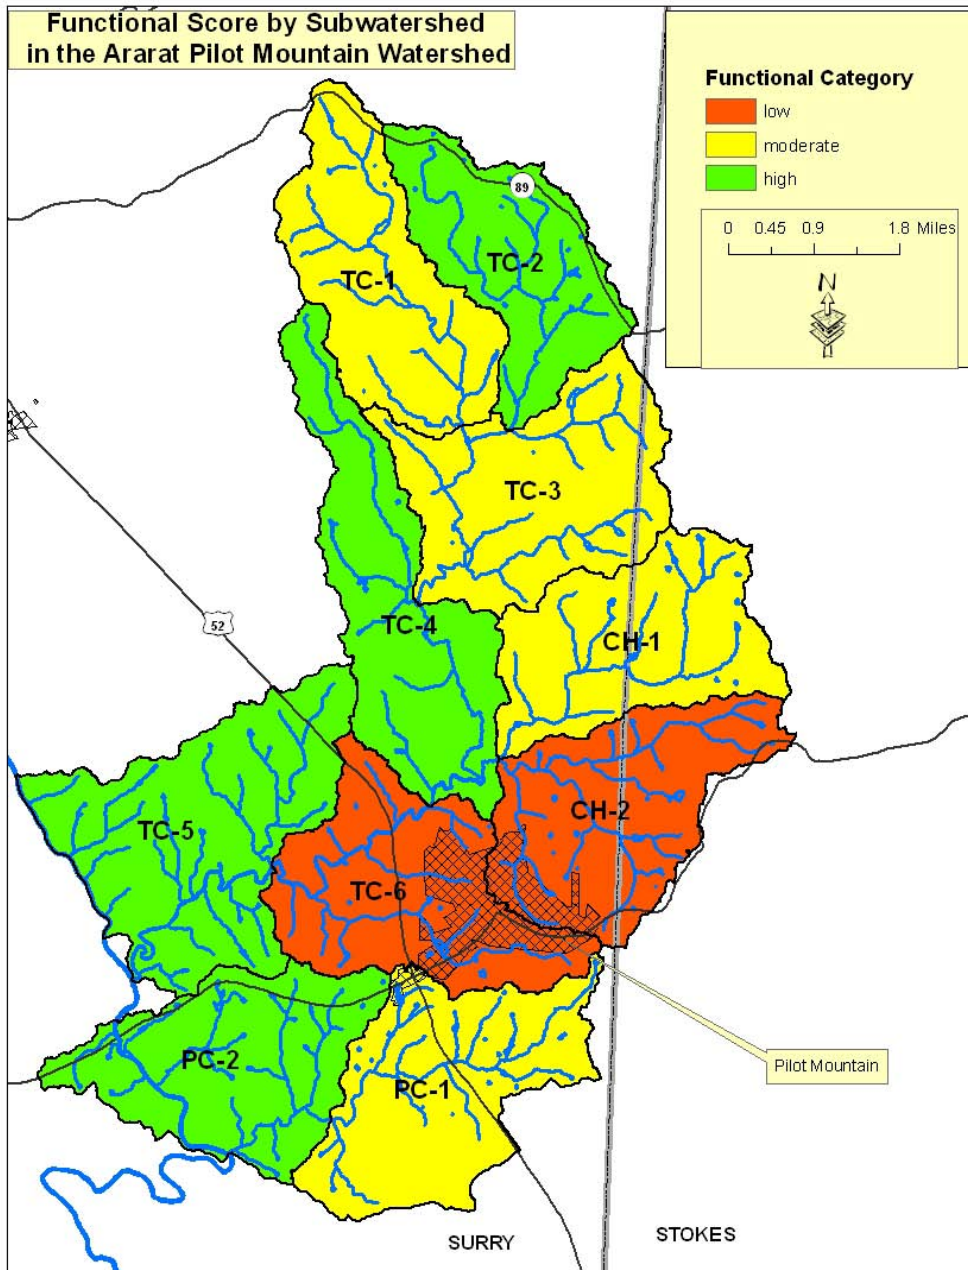 Functional Score by Subwatershed
in the Ararat Pilot Mountain Watershed
Functional Category
low
moderate
high
0 0.45 0.9 1.8 Miles
N
89
TC-2
TC-1
TC-3
52
TC-4
CH-1
CH-2
TC-5
TC-6
PC-2
PC-1
Pilot Mountain
SURRY
STOKES